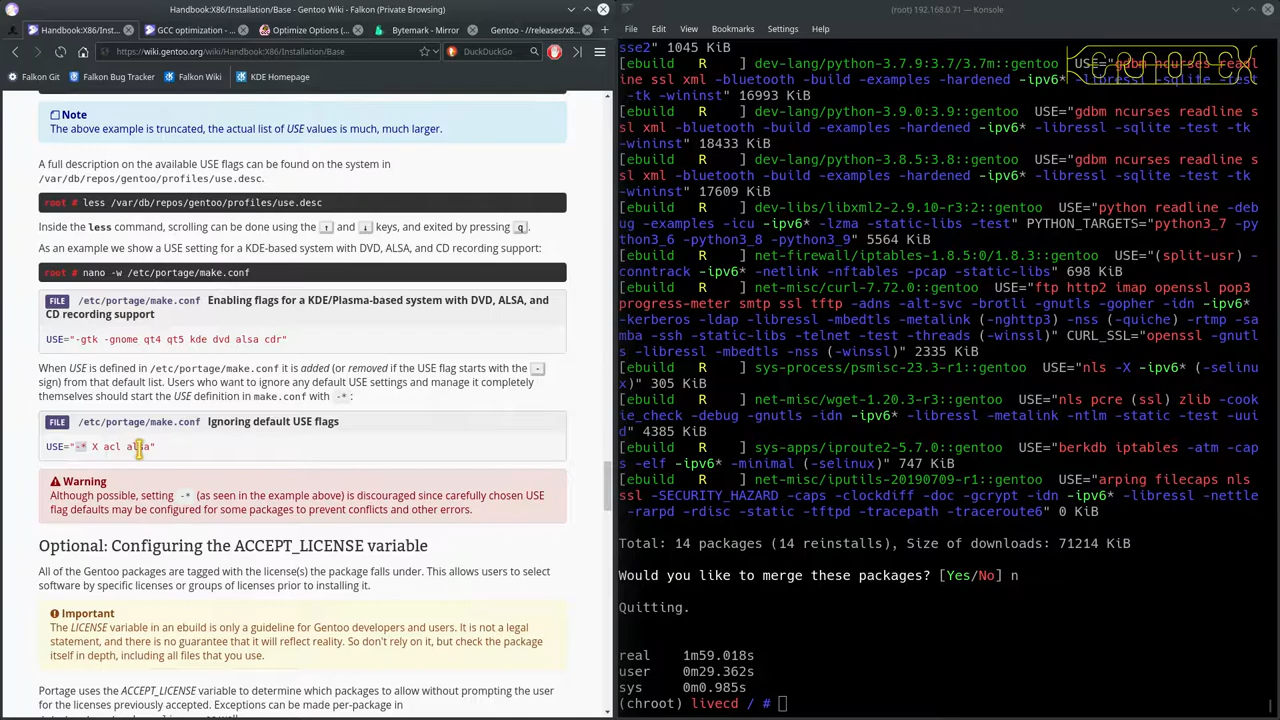 Handbook:X86/Installation/Base - Gentoo Wiki - Falkon (Private Browsing)
Handbook:X86/Inst...
GCC optimization - ...
Optimize Options (...
Bytemark - Mirror
Gentoo - //releases/x8...
https://wiki.gentoo.org/wiki/Handbook:X86/Installation/Base
DuckDuckGo
Falkon Git
Falkon Bug Tracker
Falkon Wiki
KDE Homepage
Note
The above example is truncated, the actual list of USE values is much, much larger.
A full description on the available USE flags can be found on the system in
/var/db/repos/gentoo/profiles/use.desc.
root # less /var/db/repos/gentoo/profiles/use.desc
Inside the less command, scrolling can be done using the ↑ and ↓ keys, and exited by pressing q.
As an example we show a USE setting for a KDE-based system with DVD, ALSA, and CD recording support:
root # nano -w /etc/portage/make.conf
FILE /etc/portage/make.conf Enabling flags for a KDE/Plasma-based system with DVD, ALSA, and
CD recording support
USE="-gtk -gnome qt4 qt5 kde dvd alsa cdr"
When USE is defined in /etc/portage/make.conf it is added (or removed if the USE flag starts with the -
sign) from that default list. Users who want to ignore any default USE settings and manage it completely
themselves should start the USE definition in make.conf with -*:
FILE /etc/portage/make.conf Ignoring default USE flags
USE="-* X acl alsa"
Warning
Although possible, setting -* (as seen in the example above) is discouraged since carefully chosen USE
flag defaults may be configured for some packages to prevent conflicts and other errors.
Optional: Configuring the ACCEPT_LICENSE variable
All of the Gentoo packages are tagged with the license(s) the package falls under. This allows users to select
software by specific licenses or groups of licenses prior to installing it.
Important
The LICENSE variable in an ebuild is only a guideline for Gentoo developers and users. It is not a legal
statement, and there is no guarantee that it will reflect reality. So don't rely on it, but check the package
itself in depth, including all files that you use.
Portage uses the ACCEPT_LICENSE variable to determine which packages to allow without prompting the user
for the licenses previously accepted. Exceptions can be made per-package in
(root) 192.168.0.71 — Konsole
File Edit View Bookmarks Settings Help
sse2" 1045 KiB
[ebuild R ] dev-lang/python-3.7.9:3.7/3.7m::gentoo USE="gdbm ncurses readl
ine ssl xml -bluetooth -build -examples -hardened -ipv6* -libressl -sqlite -test
-tk -wininst" 16993 KiB
[ebuild R ] dev-lang/python-3.9.0:3.9::gentoo USE="gdbm ncurses readline s
sl xml -bluetooth -build -examples -hardened -ipv6* -libressl -sqlite -test -tk
-wininst" 18433 KiB
[ebuild R ] dev-lang/python-3.8.5:3.8::gentoo USE="gdbm ncurses readline s
sl xml -bluetooth -build -examples -hardened -ipv6* -libressl -sqlite -test -tk
-wininst" 17609 KiB
[ebuild R ] dev-libs/libxml2-2.9.10-r3:2::gentoo USE="python readline -deb
ug -examples -icu -ipv6* -lzma -static-libs -test" PYTHON_TARGETS="python3_7 -py
thon3_6 -python3_8 -python3_9" 5564 KiB
[ebuild R ] net-firewall/iptables-1.8.5:0/1.8.3::gentoo USE="(split-usr) -
conntrack -ipv6* -netlink -nftables -pcap -static-libs" 698 KiB
[ebuild R ] net-misc/curl-7.72.0::gentoo USE="ftp http2 imap openssl pop3
progress-meter smtp ssl tftp -adns -alt-svc -brotli -gnutls -gopher -idn -ipv6*
-kerberos -ldap -libressl -mbedtls -metalink (-nghttp3) -nss (-quiche) -rtmp -sa
mba -ssh -static-libs -telnet -test -threads (-winssl)" CURL_SSL="openssl -gnutl
s -libressl -mbedtls -nss (-winssl)" 2335 KiB
[ebuild R ] sys-process/psmisc-23.3-r1::gentoo USE="nls -X -ipv6* (-selinu
x)" 305 KiB
[ebuild R ] net-misc/wget-1.20.3-r3::gentoo USE="nls pcre (ssl) zlib -cook
ie_check -debug -gnutls -idn -ipv6* -libressl -metalink -ntlm -static -test -uui
d" 4385 KiB
[ebuild R ] sys-apps/iproute2-5.7.0::gentoo USE="berkdb iptables -atm -cap
s -elf -ipv6* -minimal (-selinux)" 747 KiB
[ebuild R ] net-misc/iputils-20190709-r1::gentoo USE="arping filecaps nls
ssl -SECURITY_HAZARD -caps -clockdiff -doc -gcrypt -idn -ipv6* -libressl -nettle
-rarpd -rdisc -static -tftpd -tracepath -traceroute6" 0 KiB
Total: 14 packages (14 reinstalls), Size of downloads: 71214 KiB
Would you like to merge these packages? [Yes/No] n
Quitting.
real 1m59.018s
user 0m29.362s
sys 0m0.985s
(chroot) livecd / #